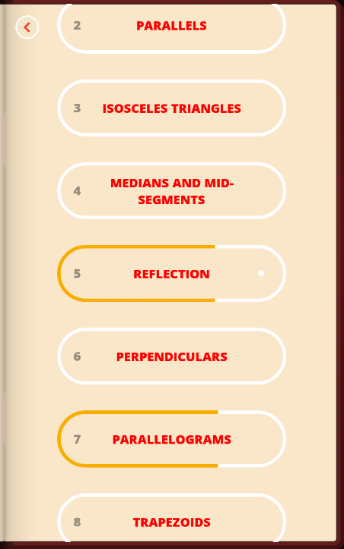 2 PARALLELS
3 ISOSCELES TRIANGLES
4 MEDIANS AND MID-
SEGMENTS
5 REFLECTION
6 PERPENDICULARS
7 PARALLELOGRAMS
8 TRAPEZOIDS